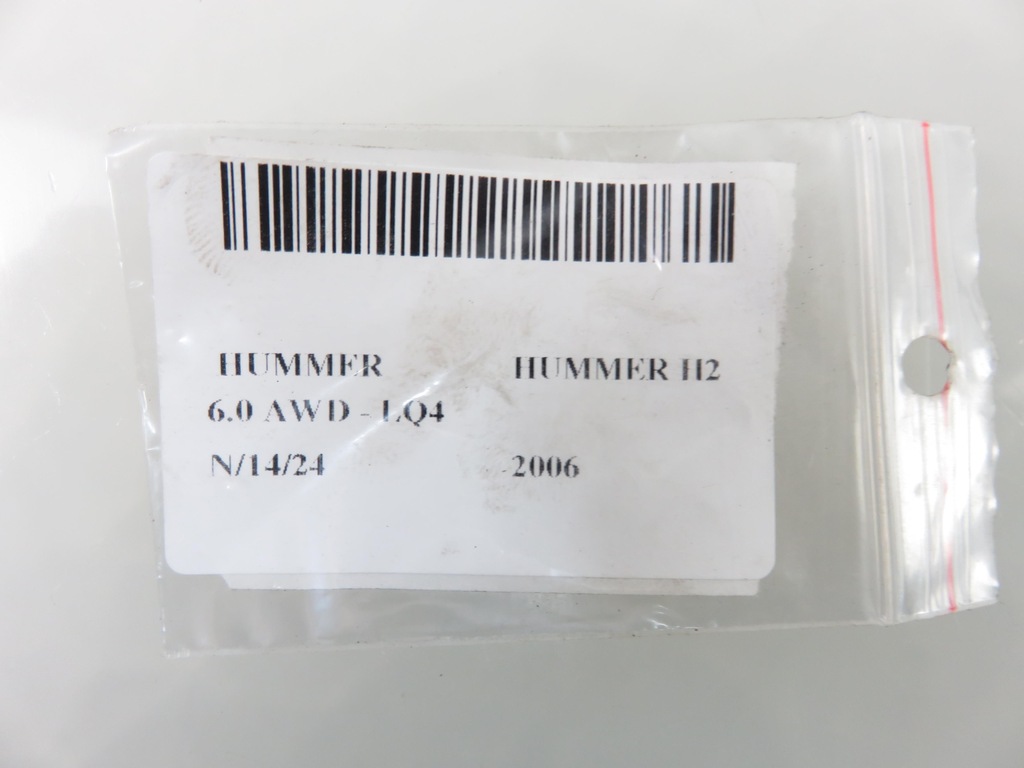 HUMMER HUMMER H2
6.0 AWD - LQ4
N/14/24 2006